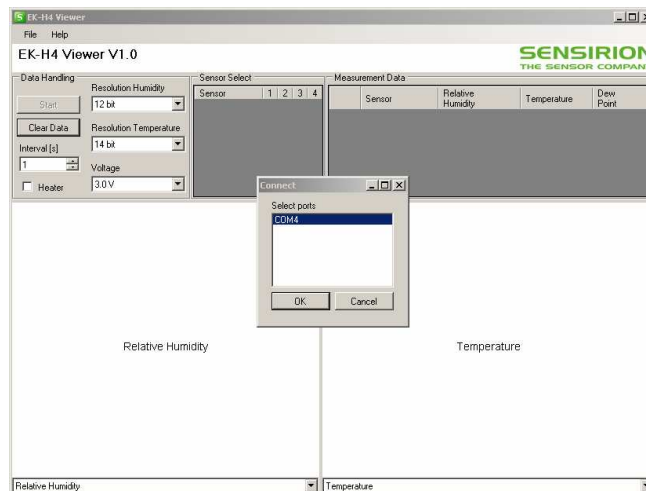 EK-H4 Viewer
File Help
EK-H4 Viewer V1.0
SENSIRION
THE SENSOR COMPAN
Data Handling
Resolution Humidity
Start
12 bit
Clear Data
Resolution Temperature
14 bit
Interval [s]
1
Voltage
Heater
3.0 V
Sensor Select
Sensor 1 2 3 4
Measurement Data
Sensor Relative Humidity Temperature Dew Point
Connect
Select ports
COM4
OK Cancel
Relative Humidity
Temperature
Relative Humidity
Temperature